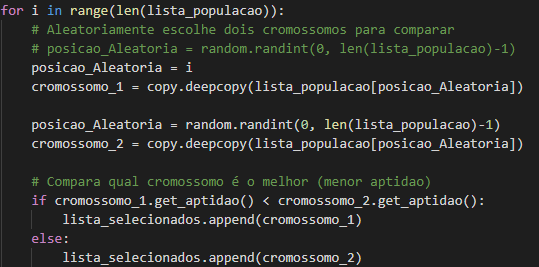 for i in range(len(lista_populacao)):
    # Aleatoriamente escolhe dois cromossomos para comparar
    # posicao_Aleatoria = random.randint(0, len(lista_populacao)-1)
    posicao_Aleatoria = i
    cromossomo_1 = copy.deepcopy(lista_populacao[posicao_Aleatoria])

    posicao_Aleatoria = random.randint(0, len(lista_populacao)-1)
    cromossomo_2 = copy.deepcopy(lista_populacao[posicao_Aleatoria])

    # Compara qual cromossomo é o melhor (menor aptidao)
    if cromossomo_1.get_aptidao() < cromossomo_2.get_aptidao():
        lista_selecionados.append(cromossomo_1)
    else:
        lista_selecionados.append(cromossomo_2)